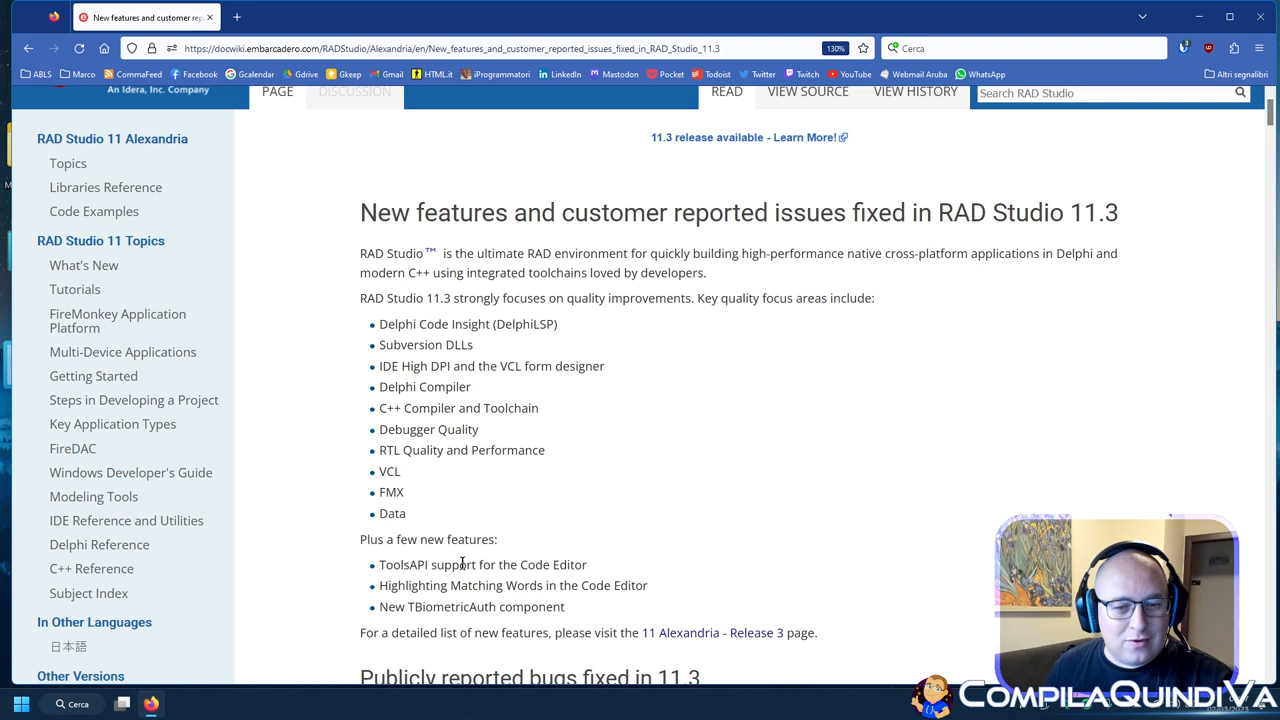 New features and customer rep
https://docwiki.embarcadero.com/RADStudio/Alexandria/en/New_features_and_customer_reported_issues_fixed_in_RAD_Studio_11.3
130%
Cerca
ABLS
Marco
CommaFeed
Facebook
Gcalendar
Gdrive
Gkeep
Gmail
HTML.it
iProgrammatori
LinkedIn
Mastodon
Pocket
Todoist
Twitter
Twitch
YouTube
Webmail Aruba
WhatsApp
Altri segnalibri
An Idera, Inc. Company
PAGE
DISCUSSION
READ
VIEW SOURCE
VIEW HISTORY
Search RAD Studio
RAD Studio 11 Alexandria
Topics
Libraries Reference
Code Examples
RAD Studio 11 Topics
What's New
Tutorials
FireMonkey Application
Platform
Multi-Device Applications
Getting Started
Steps in Developing a Project
Key Application Types
FireDAC
Windows Developer's Guide
Modeling Tools
IDE Reference and Utilities
Delphi Reference
C++ Reference
Subject Index
In Other Languages
日本語
Other Versions
11.3 release available - Learn More!
New features and customer reported issues fixed in RAD Studio 11.3
RAD Studio™ is the ultimate RAD environment for quickly building high-performance native cross-platform applications in Delphi and
modern C++ using integrated toolchains loved by developers.
RAD Studio 11.3 strongly focuses on quality improvements. Key quality focus areas include:
Delphi Code Insight (DelphiLSP)
Subversion DLLs
IDE High DPI and the VCL form designer
Delphi Compiler
C++ Compiler and Toolchain
Debugger Quality
RTL Quality and Performance
VCL
FMX
Data
Plus a few new features:
ToolsAPI support for the Code Editor
Highlighting Matching Words in the Code Editor
New TBiometricAuth component
For a detailed list of new features, please visit the 11 Alexandria - Release 3 page.
Publicly reported bugs fixed in 11.3
COMPILAQUINDIVA
Cerca